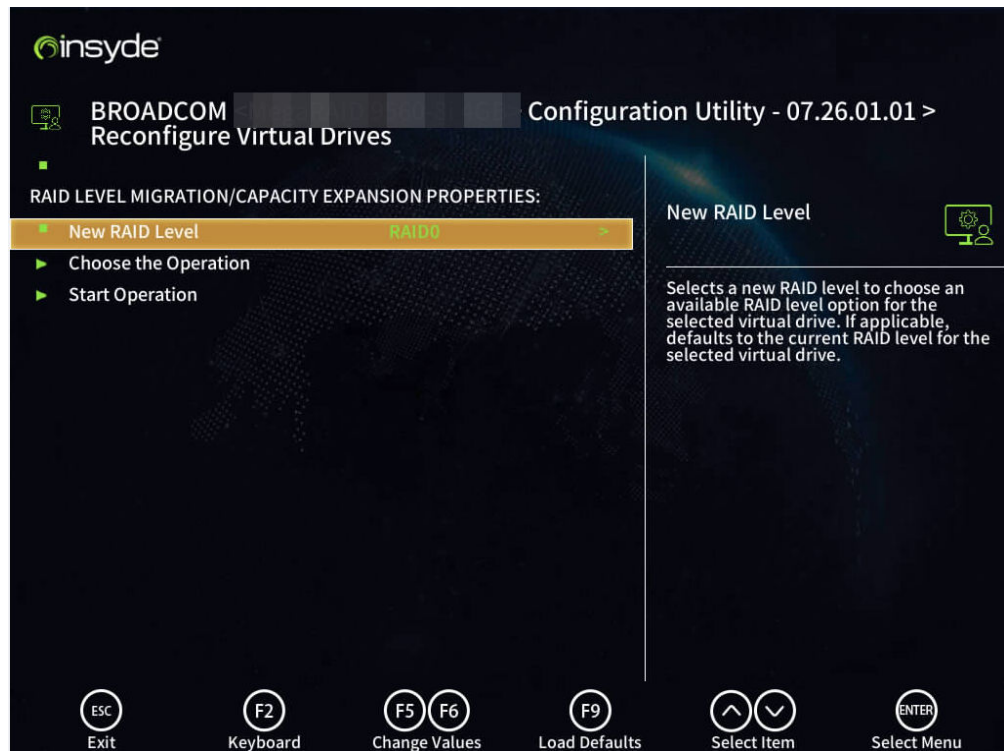 insyde
BROADCOM Configuration Utility - 07.26.01.01 >
Reconfigure Virtual Drives
RAID LEVEL MIGRATION/CAPACITY EXPANSION PROPERTIES:
New RAID Level RAID0 >
Choose the Operation
Start Operation
New RAID Level
Selects a new RAID level to choose an
available RAID level option for the
selected virtual drive. If applicable,
defaults to the current RAID level for the
selected virtual drive.
ESC F2 F5 F6 F9 ENTER
Exit Keyboard Change Values Load Defaults Select Item Select Menu